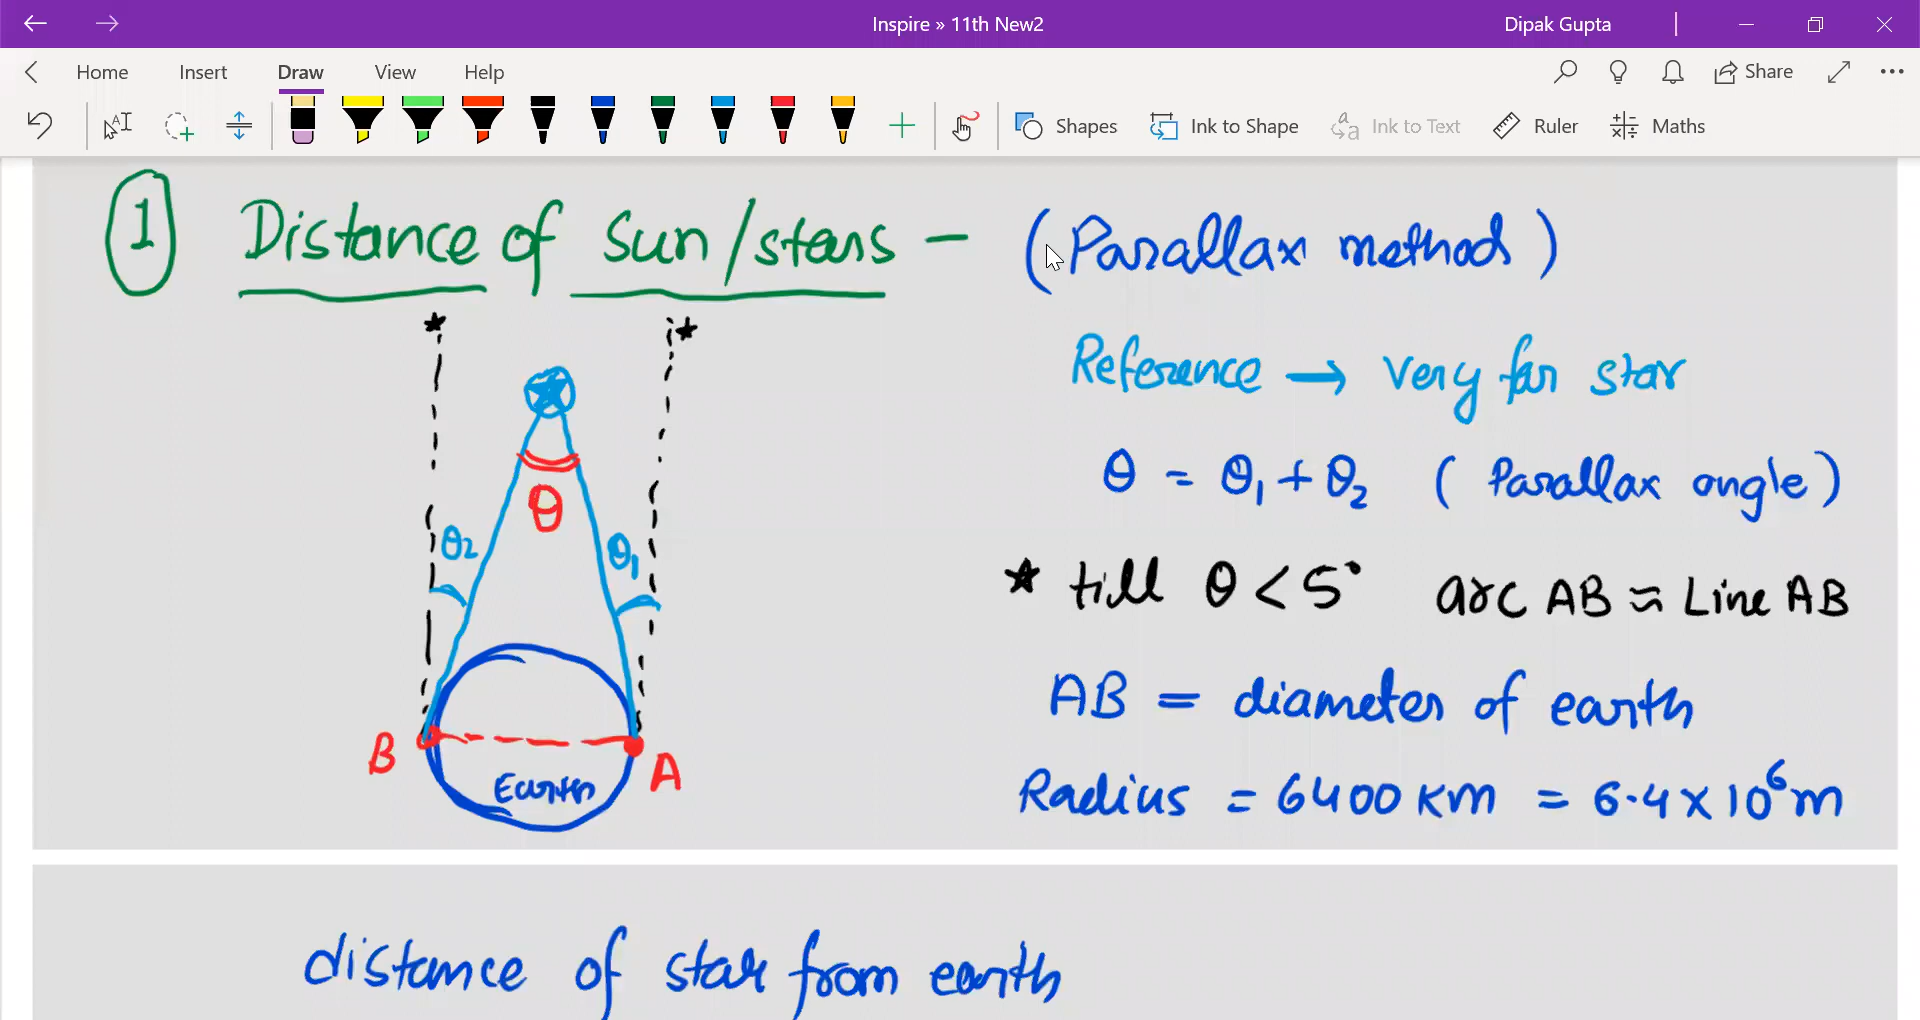 Inspire » 11th New2
Dipak Gupta
Home Insert Draw View Help
Share
Shapes Ink to Shape Ink to Text Ruler Maths
1 Distance of Sun/stars - (Parallax method)
Reference → very far star
θ = θ1 + θ2 (Parallax angle)
θ
θ2 θ1
* till θ < 5° arc AB ≈ Line AB
AB = diameter of earth
B A
Earth
Radius = 6400 KM = 6.4 x 10^6 m
distance of star from earth